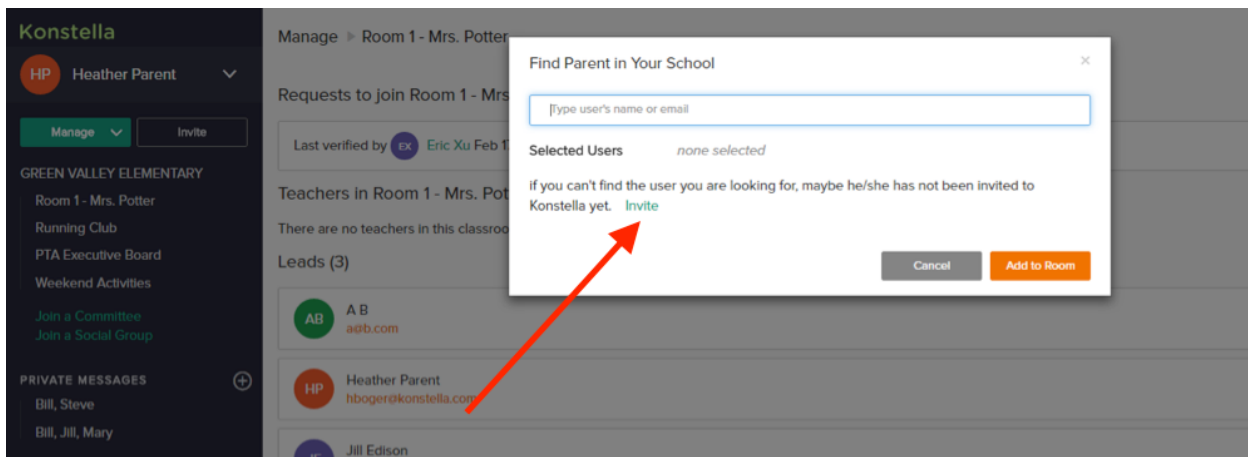 Konstella
HP Heather Parent
Manage Invite
GREEN VALLEY ELEMENTARY
Room 1 - Mrs. Potter
Running Club
PTA Executive Board
Weekend Activities
Join a Committee
Join a Social Group
PRIVATE MESSAGES
Bill, Steve
Bill, Jill, Mary
Manage Room 1 - Mrs. Potter
Requests to join Room 1 - Mrs
Last verified by EX Eric Xu Feb 1
Teachers in Room 1 - Mrs. Pot
There are no teachers in this classroo
Leads (3)
AB A B
a@b.com
HP Heather Parent
hboger@konstella.com
Jill Edison
Find Parent in Your School
Type user's name or email
Selected Users none selected
if you can't find the user you are looking for, maybe he/she has not been invited to
Konstella yet. Invite
Cancel Add to Room